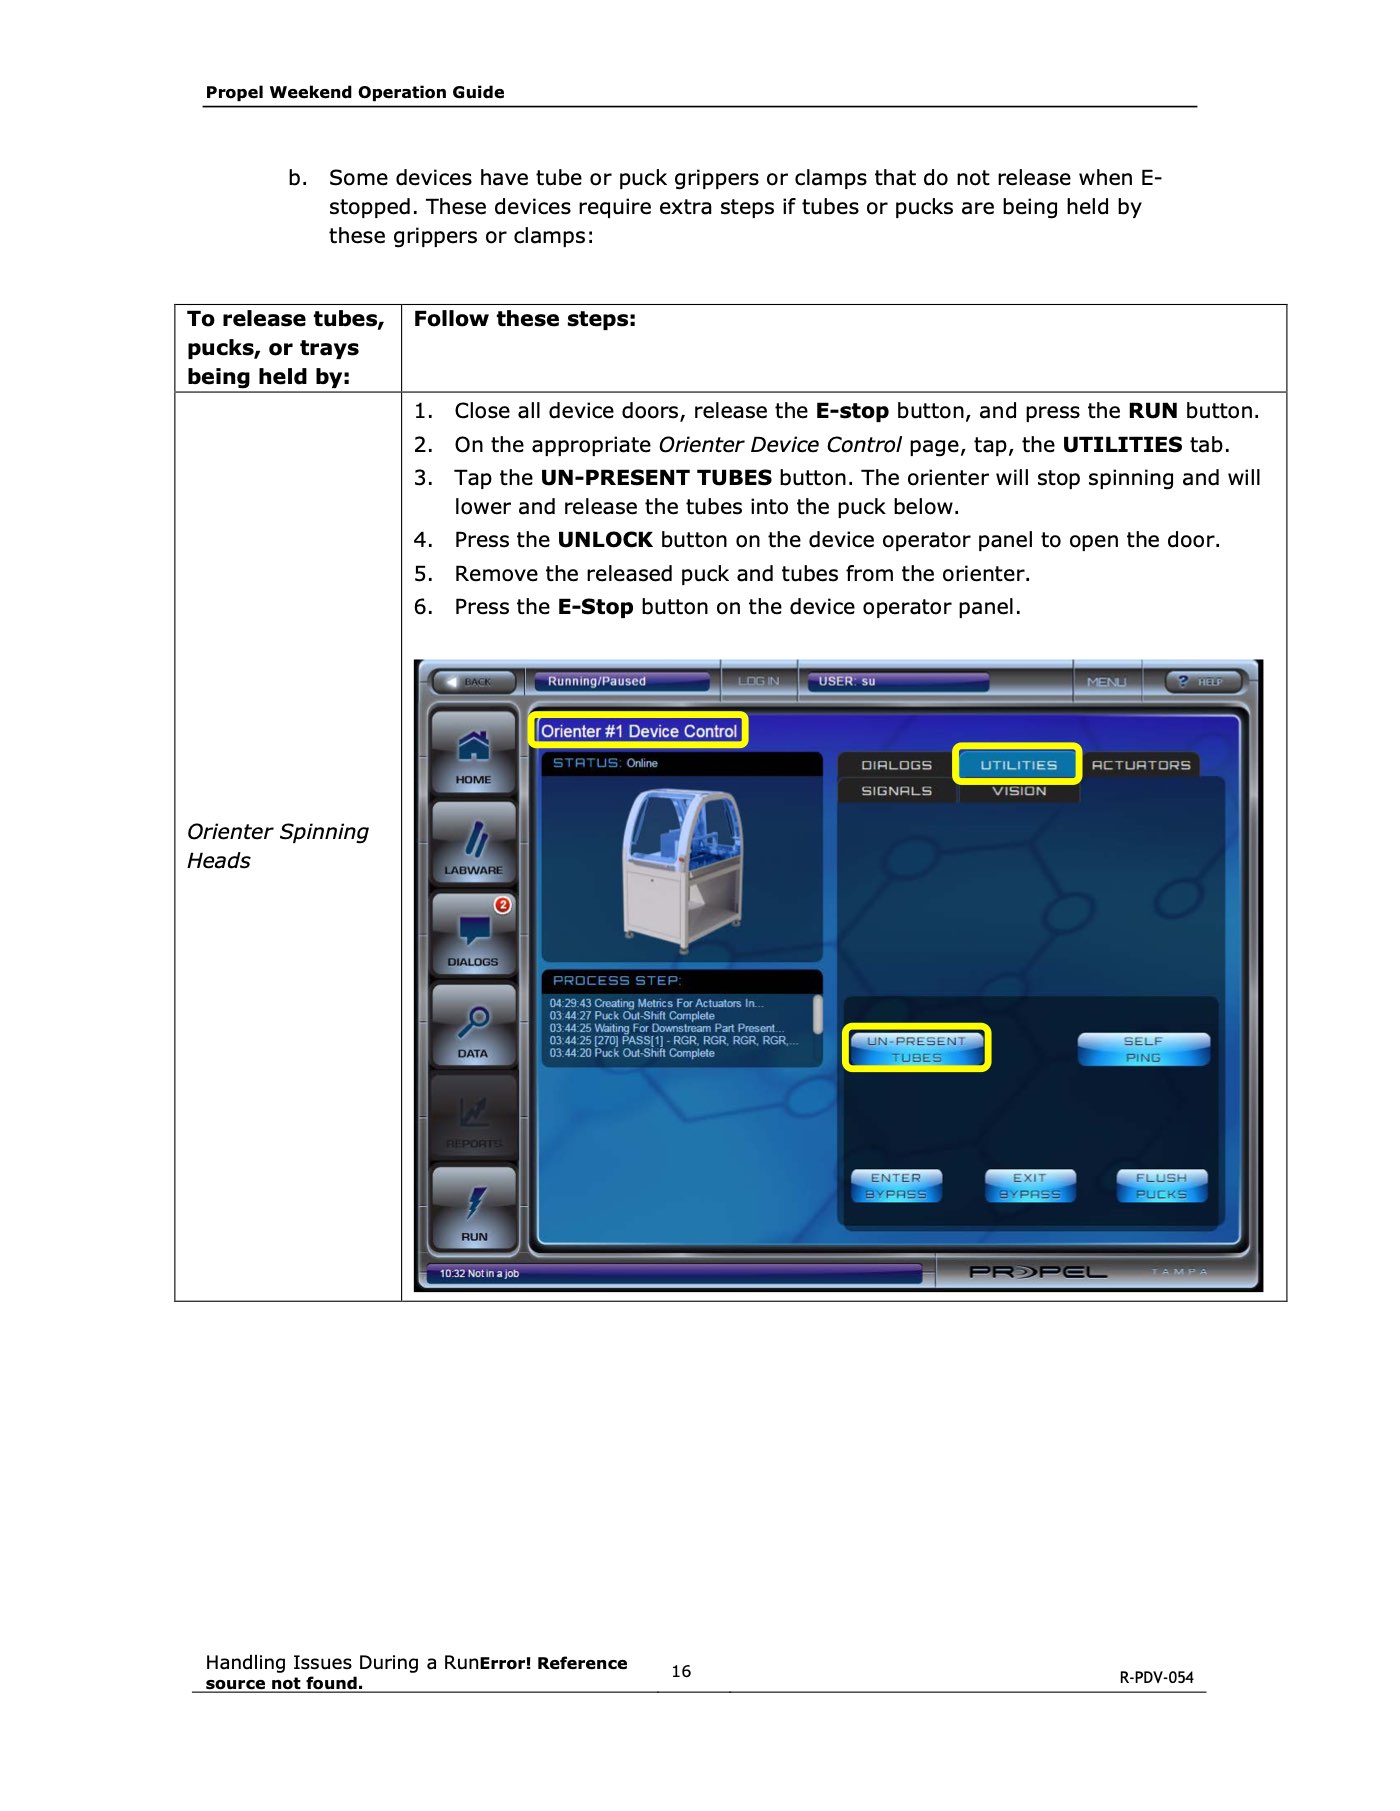 Propel Weekend Operation Guide
b. Some devices have tube or puck grippers or clamps that do not release when E-
stopped. These devices require extra steps if tubes or pucks are being held by
these grippers or clamps:
To release tubes,
pucks, or trays
being held by:
Follow these steps:
Orienter Spinning
Heads
1. Close all device doors, release the E-stop button, and press the RUN button.
2. On the appropriate Orienter Device Control page, tap, the UTILITIES tab.
3. Tap the UN-PRESENT TUBES button. The orienter will stop spinning and will
lower and release the tubes into the puck below.
4. Press the UNLOCK button on the device operator panel to open the door.
5. Remove the released puck and tubes from the orienter.
6. Press the E-Stop button on the device operator panel.
BACK
Running/Paused
LOG IN
USER: su
MENU
? HELP
HOME
LABWARE
2
DIALOGS
DATA
REPORTS
RUN
Orienter #1 Device Control
STATUS: Online
PROCESS STEP:
04:29:43 Creating Metrics For Actuators In...
03:44:27 Puck Out-Shift Complete
03:44:25 Waiting For Downstream Part Present...
03:44:25 [270] PASS[1] - RGR, RGR, RGR, RGR,...
03:44:20 Puck Out-Shift Complete
DIALOGS
UTILITIES
ACTUATORS
SIGNALS
VISION
UN-PRESENT
TUBES
SELF
PING
ENTER
BYPASS
EXIT
BYPASS
FLUSH
PUCKS
10:32 Not in a job
PROPEL
TAMPA
Handling Issues During a RunError! Reference
source not found.
16
R-PDV-054